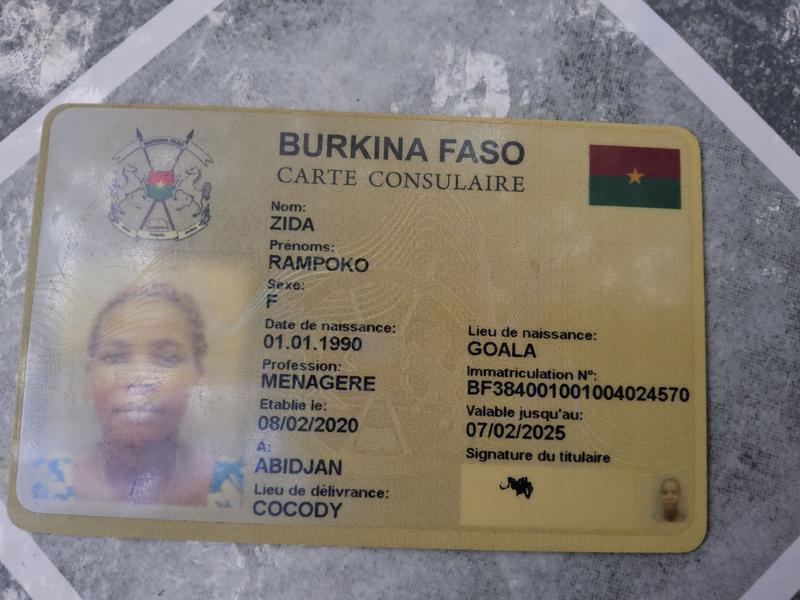 BURKINA FASO
BURKINA FASO
CARTE CONSULAIRE
Nom:
ZIDA
Prénoms:
RAMPOKO
Sexe:
F
Date de naissance:
01.01.1990
Lieu de naissance:
GOALA
Profession:
MENAGERE
Immatriculation N°:
BF384001001004024570
Etablie le:
08/02/2020
Valable jusqu'au:
07/02/2025
A:
ABIDJAN
Signature du titulaire
Lieu de délivrance:
COCODY